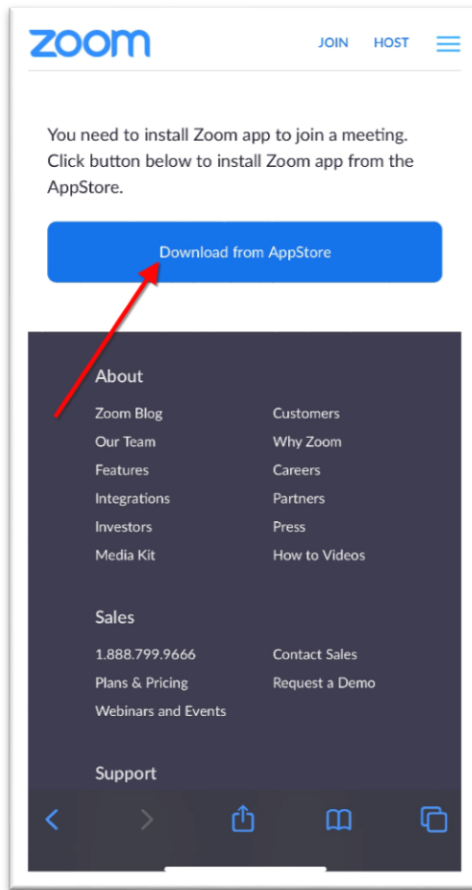 zoom
JOIN HOST
You need to install Zoom app to join a meeting.
Click button below to install Zoom app from the
AppStore.
Download from AppStore
About
Zoom Blog Customers
Our Team Why Zoom
Features Careers
Integrations Partners
Investors Press
Media Kit How to Videos
Sales
1.888.799.9666 Contact Sales
Plans & Pricing Request a Demo
Webinars and Events
Support